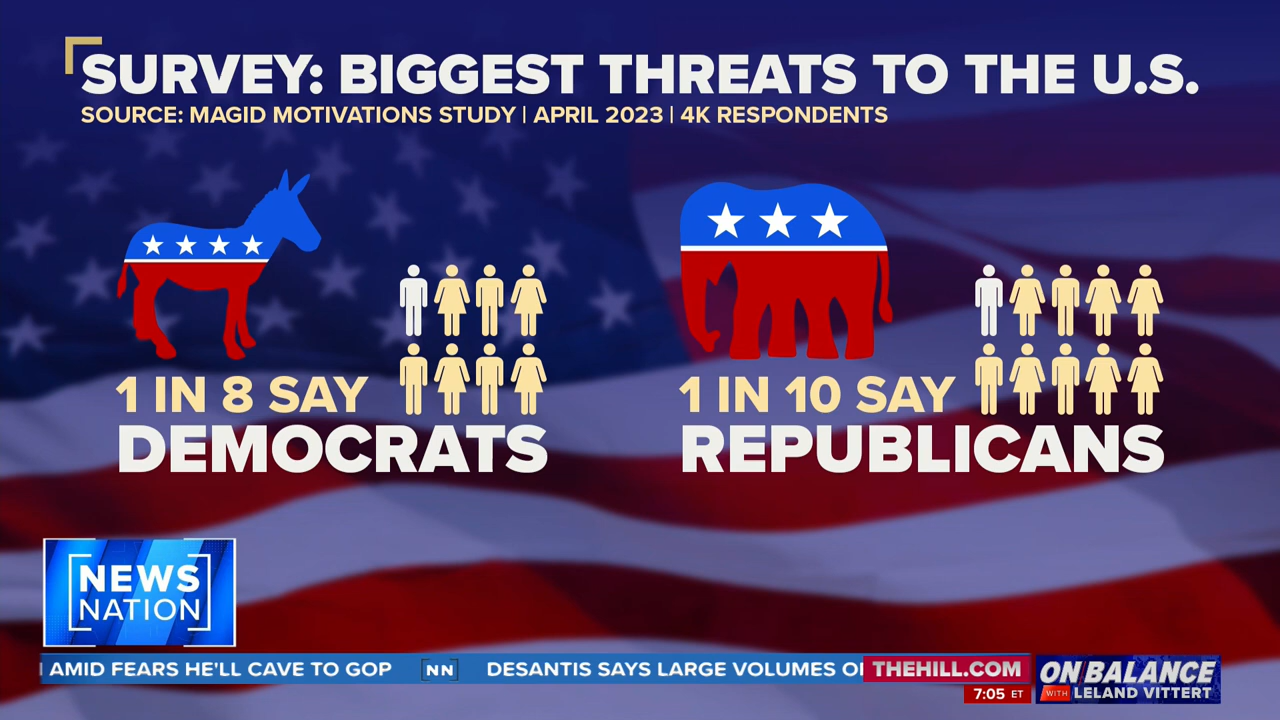 SURVEY: BIGGEST THREATS TO THE U.S.
SOURCE: MAGID MOTIVATIONS STUDY | APRIL 2023 | 4K RESPONDENTS
1 IN 8 SAY
DEMOCRATS
1 IN 10 SAY
REPUBLICANS
NEWS
NATION
AMID FEARS HE'LL CAVE TO GOP [NN] DESANTIS SAYS LARGE VOLUMES
THEHILL.COM
7:05 ET
ON BALANCE
WITH LELAND VITTERT